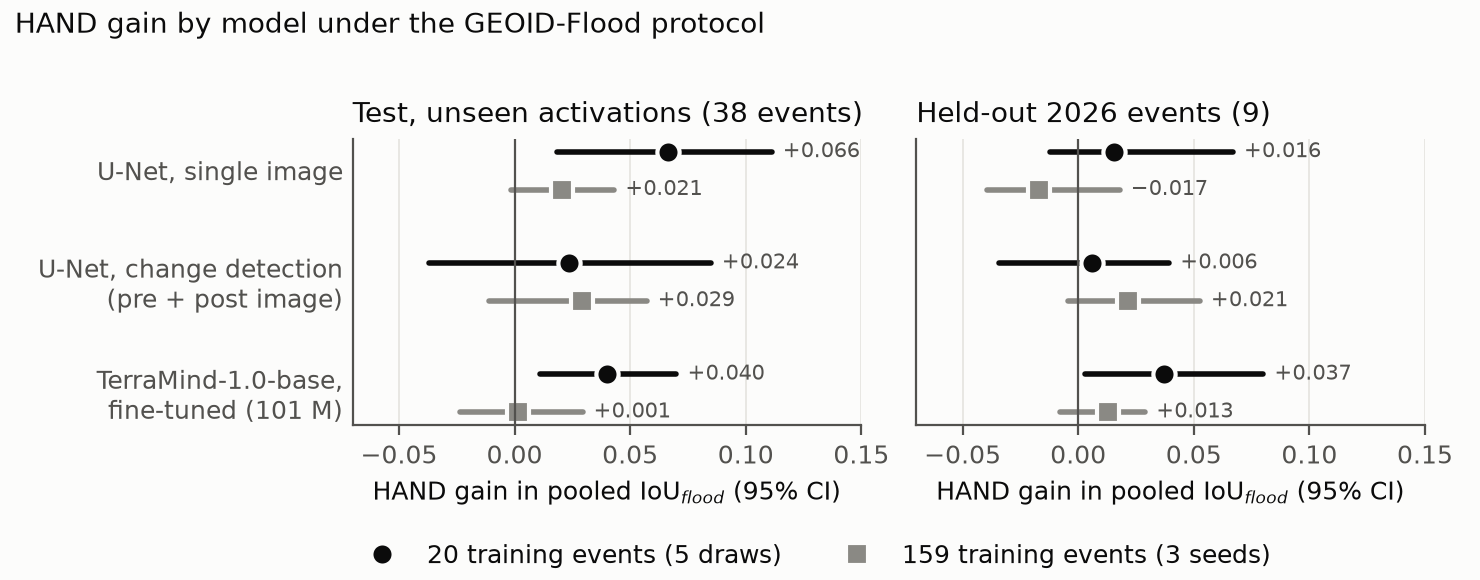 HAND gain by model under the GEOID-Flood protocol
Test, unseen activations (38 events)
Held-out 2026 events (9)
U-Net, single image
+0.066
+0.021
+0.016
−0.017
U-Net, change detection
(pre + post image)
+0.024
+0.029
+0.006
+0.021
TerraMind-1.0-base,
fine-tuned (101 M)
+0.040
+0.001
+0.037
+0.013
−0.05 0.00 0.05 0.10 0.15
−0.05 0.00 0.05 0.10 0.15
HAND gain in pooled IoU_flood (95% CI)
HAND gain in pooled IoU_flood (95% CI)
20 training events (5 draws)
159 training events (3 seeds)